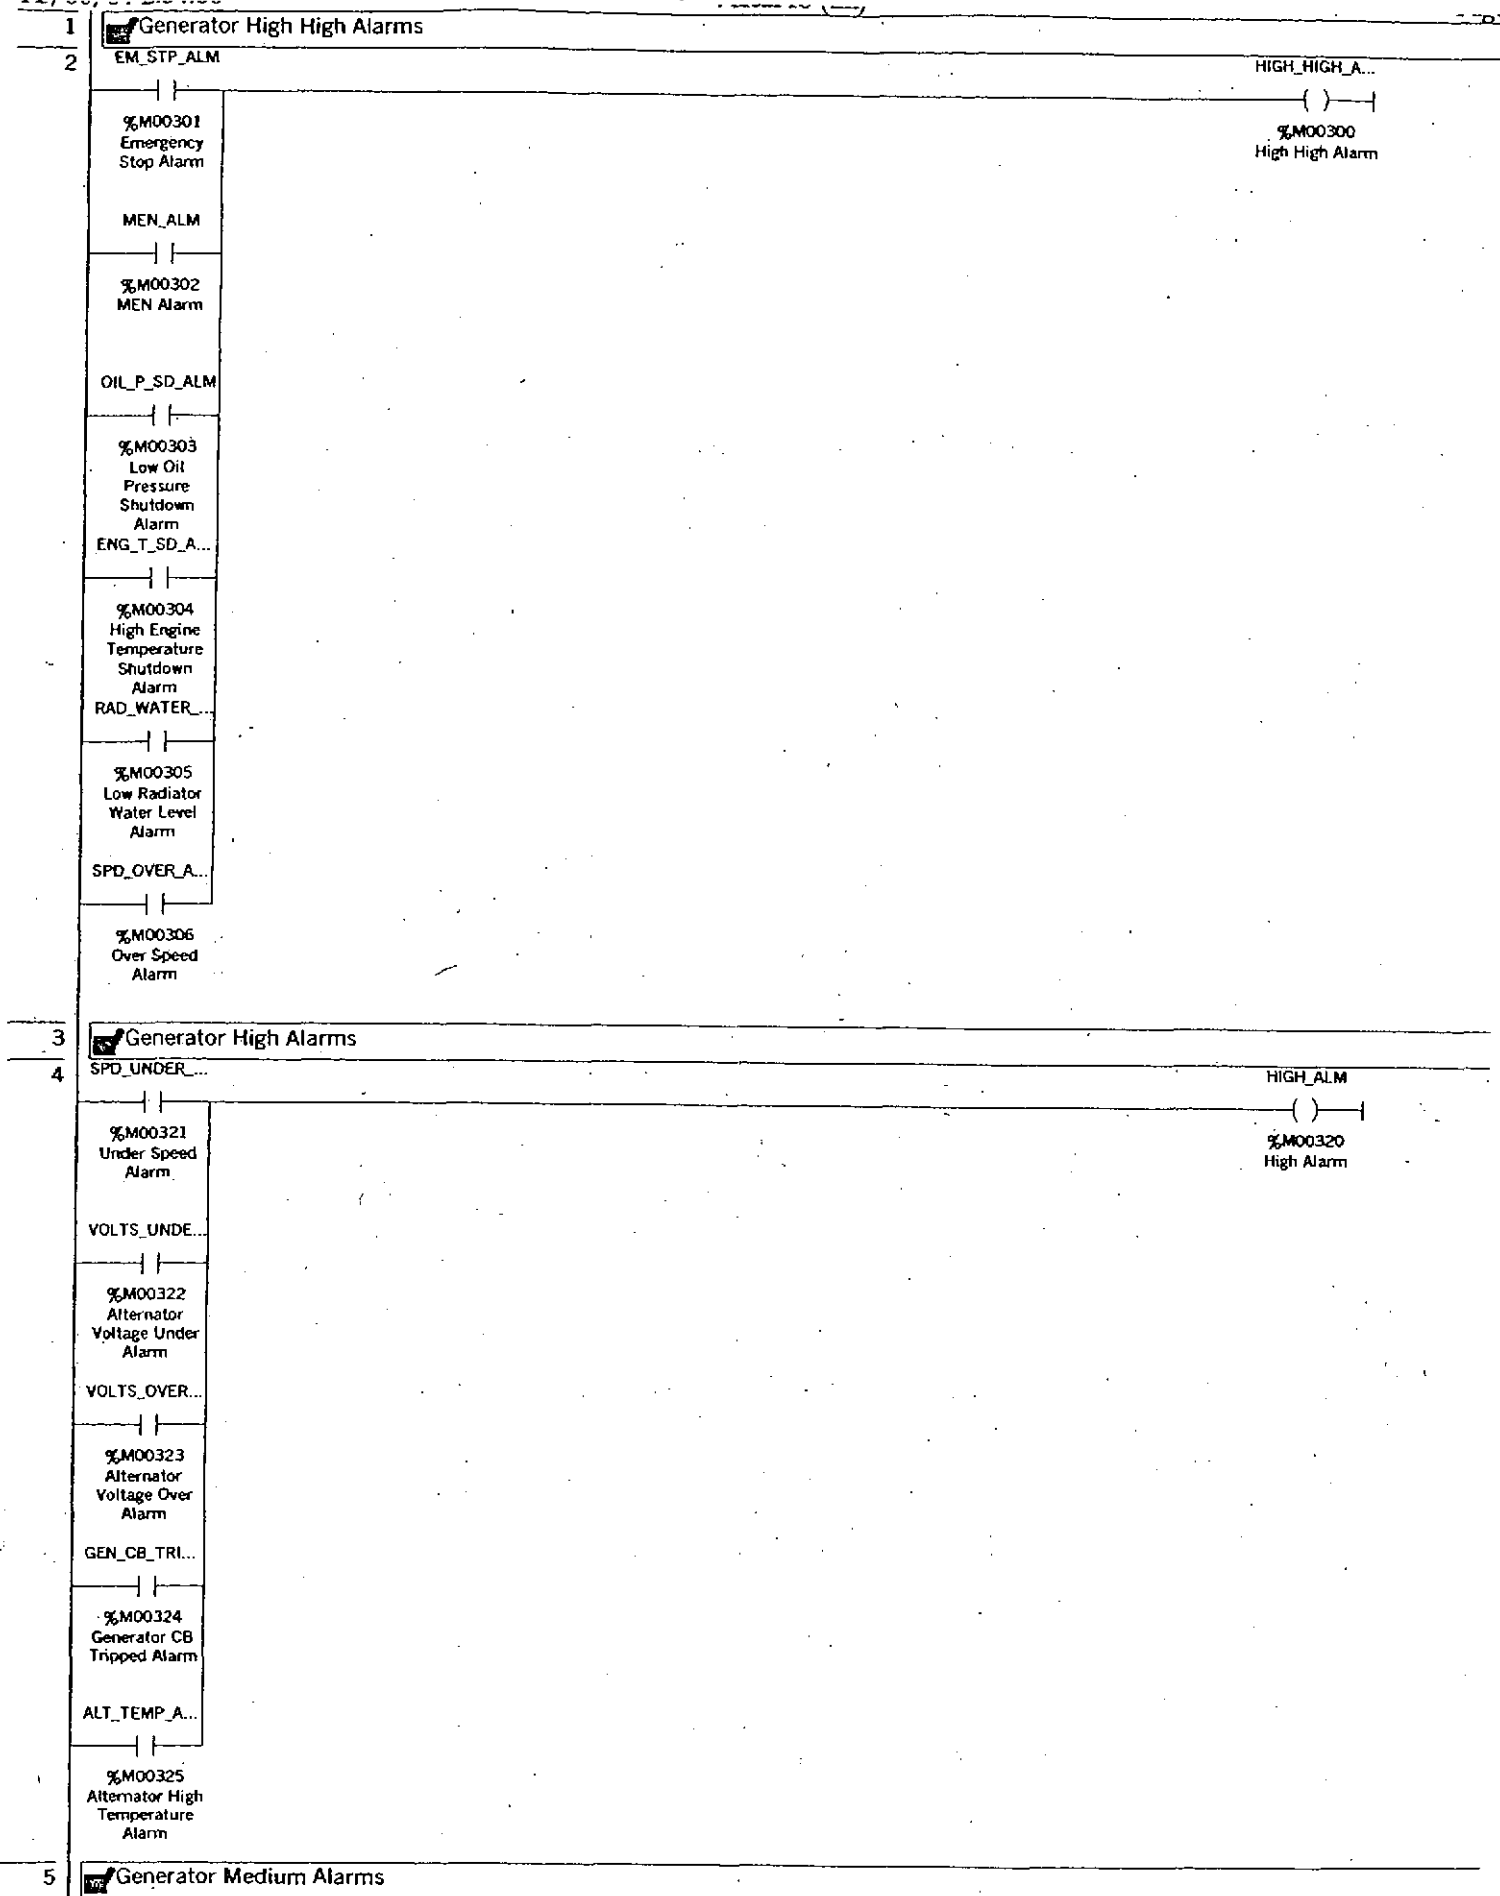 1
Generator High High Alarms
2
EM_STP_ALM
HIGH_HIGH_A...
%M00301
Emergency
Stop Alarm
%M00300
High High Alarm
MEN_ALM
%M00302
MEN Alarm
OIL_P_SD_ALM
%M00303
Low Oil
Pressure
Shutdown
Alarm
ENG_T_SD_A...
%M00304
High Engine
Temperature
Shutdown
Alarm
RAD_WATER_...
%M00305
Low Radiator
Water Level
Alarm
SPD_OVER_A...
%M00306
Over Speed
Alarm
3
Generator High Alarms
4
SPD_UNDER_...
HIGH_ALM
%M00321
Under Speed
Alarm
%M00320
High Alarm
VOLTS_UNDE...
%M00322
Alternator
Voltage Under
Alarm
VOLTS_OVER...
%M00323
Alternator
Voltage Over
Alarm
GEN_CB_TRI...
%M00324
Generator CB
Tripped Alarm
ALT_TEMP_A...
%M00325
Alternator High
Temperature
Alarm
5
Generator Medium Alarms